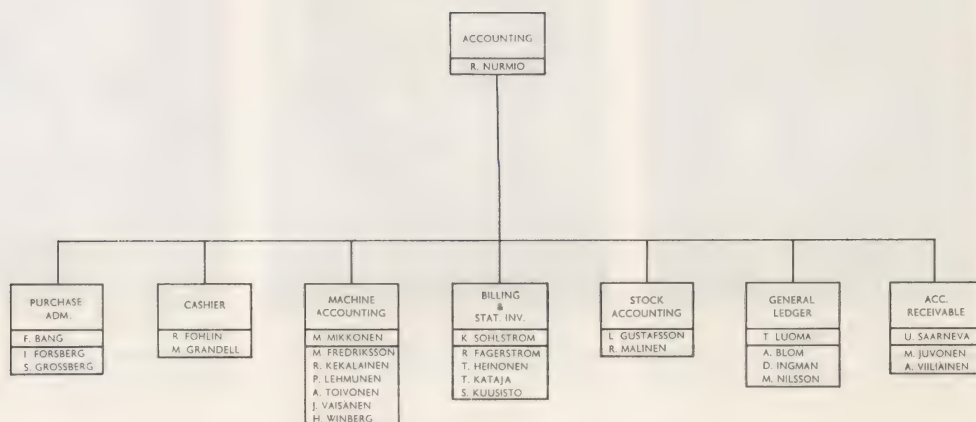 ACCOUNTING
R. NURMIO
PURCHASE
ADM.
F. BANG
I FORSBERG
S. GROSSBERG
CASHIER
R FOHLIN
M GRANDELL
MACHINE
ACCOUNTING
M MIKKONEN
M FREDRIKSSON
R. KEKALAINEN
P. LEHMUNEN
A. TOIVONEN
J. VAISANEN
H. WINBERG
BILLING
&
STAT. INV.
K SOHLSTROM
R FAGERSTROM
T. HEINONEN
T. KATAJA
S. KUUSISTO
STOCK
ACCOUNTING
L GUSTAFSSON
R. MALINEN
GENERAL
LEDGER
T LUOMA
A. BLOM
D. INGMAN
M. NILSSON
ACC.
RECEIVABLE
U. SAARNEVA
M. JUVONEN
A. VIILIAINEN